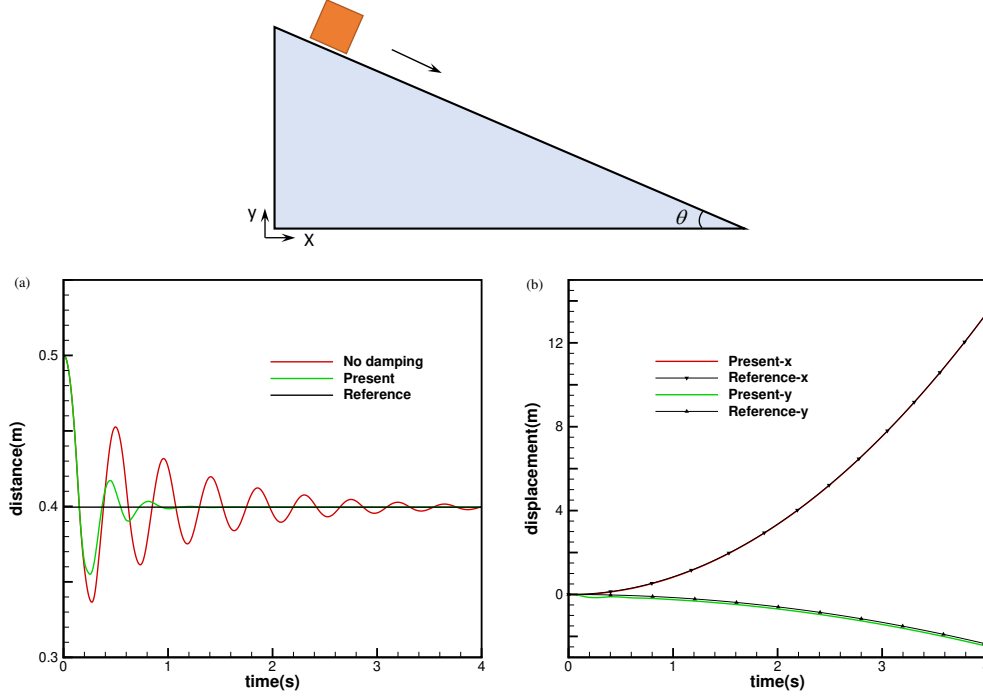 y
x
θ
(a)
0.5
0.4
0.3
distance(m)
No damping
Present
Reference
0
1
2
3
4
time(s)
(b)
12
8
4
0
displacement(m)
Present-x
Reference-x
Present-y
Reference-y
0
1
2
3
time(s)